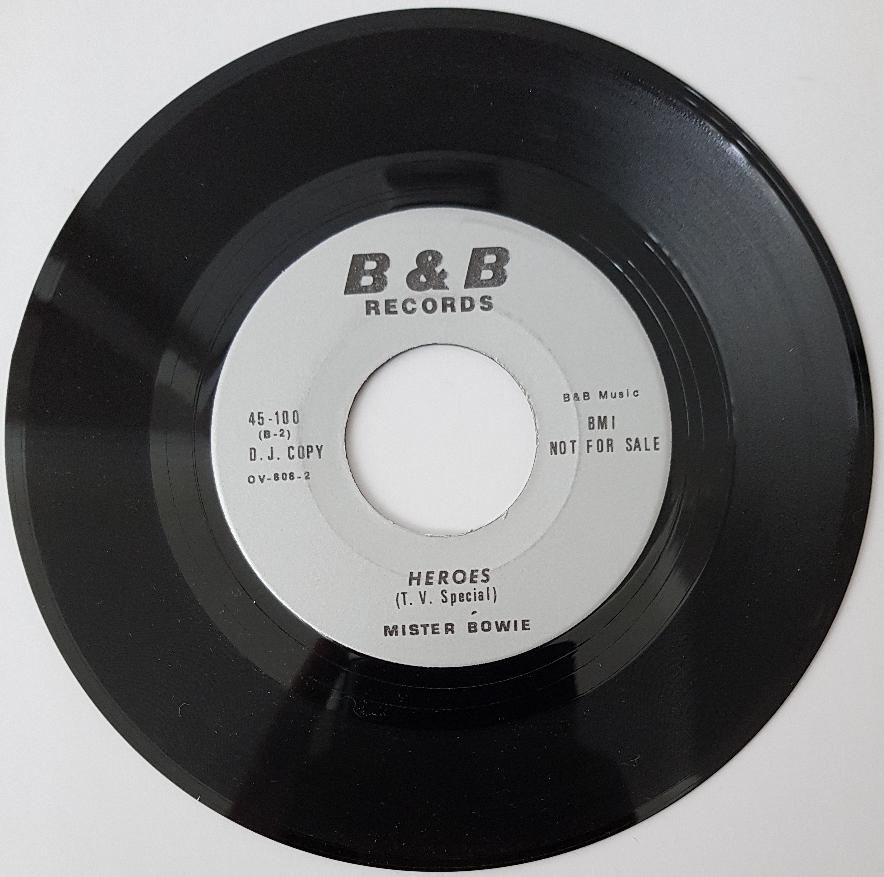 B & B
RECORDS
45-100
(B-2)
D.J. COPY
OV-606-2
B&B Music
BMI
NOT FOR SALE
HEROES
(T. V. Special)
MISTER BOWIE